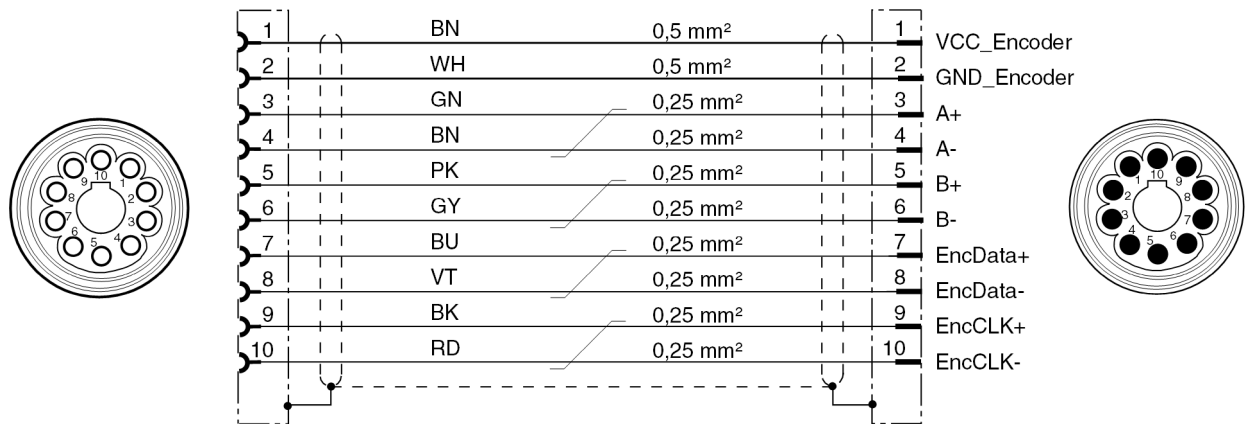 1 BN 0,5 mm² 1 VCC_Encoder
2 WH 0,5 mm² 2 GND_Encoder
3 GN 0,25 mm² 3 A+
4 BN 0,25 mm² 4 A-
5 PK 0,25 mm² 5 B+
6 GY 0,25 mm² 6 B-
7 BU 0,25 mm² 7 EncData+
8 VT 0,25 mm² 8 EncData-
9 BK 0,25 mm² 9 EncCLK+
10 RD 0,25 mm² 10 EncCLK-
9 10 1
8 2
7 3
6 5 4
1 10 9
2 8
3 7
4 5 6